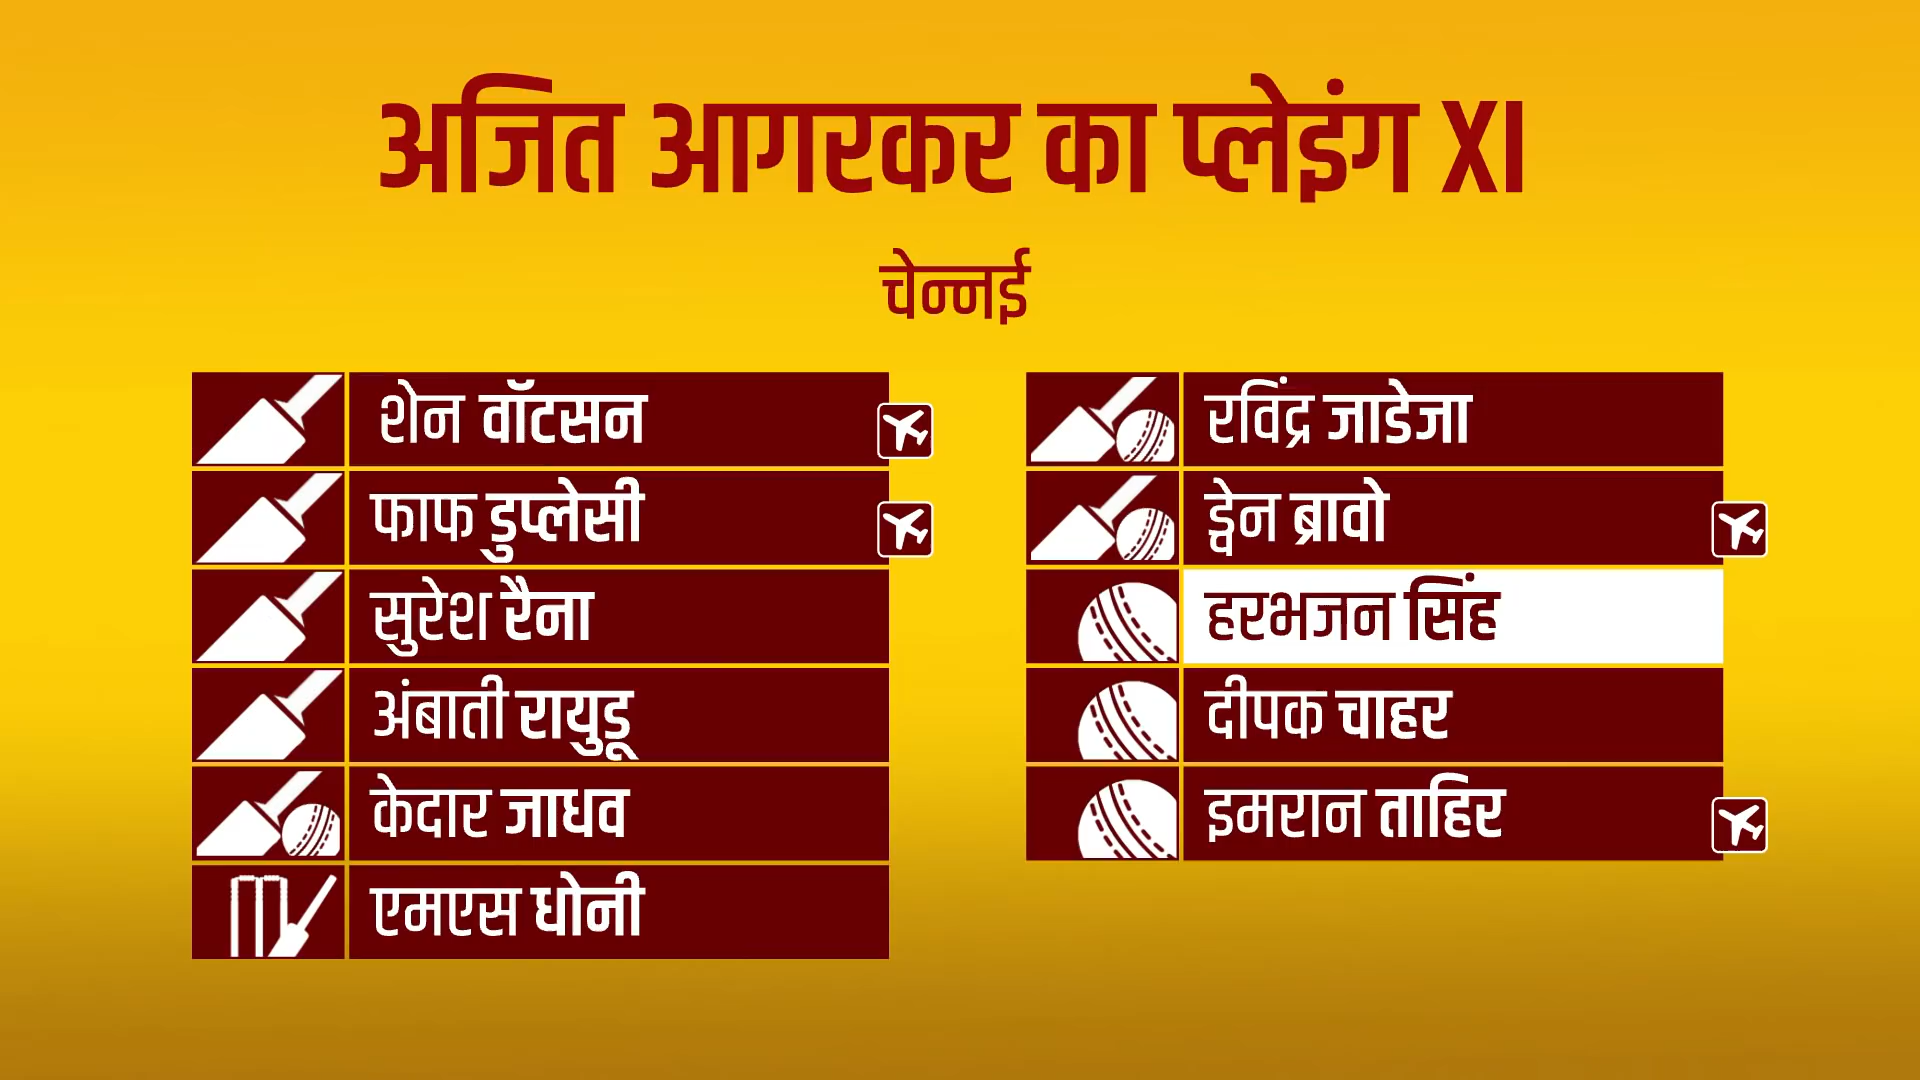 अजित आगरकर का प्लेइंग XI
चेन्नई
शेन वॉटसन
फाफ डुप्लेसी
सुरेश रैना
अंबाती रायुडू
केदार जाधव
एमएस धोनी
रविंद्र जाडेजा
ड्वेन ब्रावो
हरभजन सिंह
दीपक चाहर
इमरान ताहिर